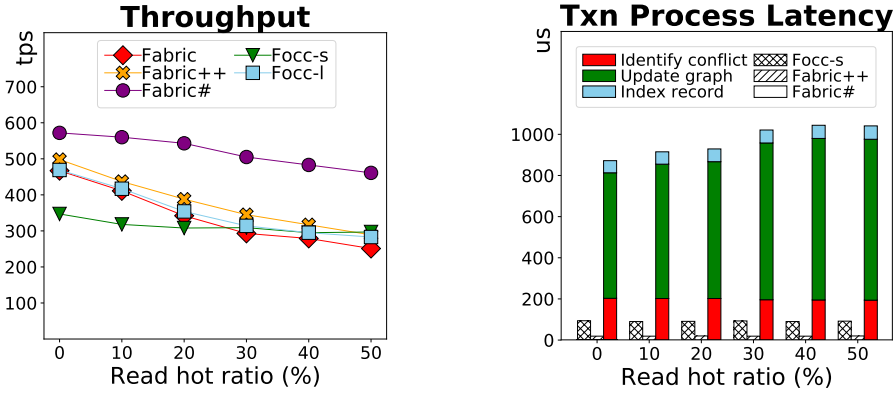 Throughput
tps
Fabric
Fabric++
Fabric#
Focc-s
Focc-l
700
600
500
400
300
200
100
0 10 20 30 40 50
Read hot ratio (%)
Txn Process Latency
us
Identify conflict
Update graph
Index record
Focc-s
Fabric++
Fabric#
1000
800
600
400
200
0
0 10 20 30 40 50
Read hot ratio (%)